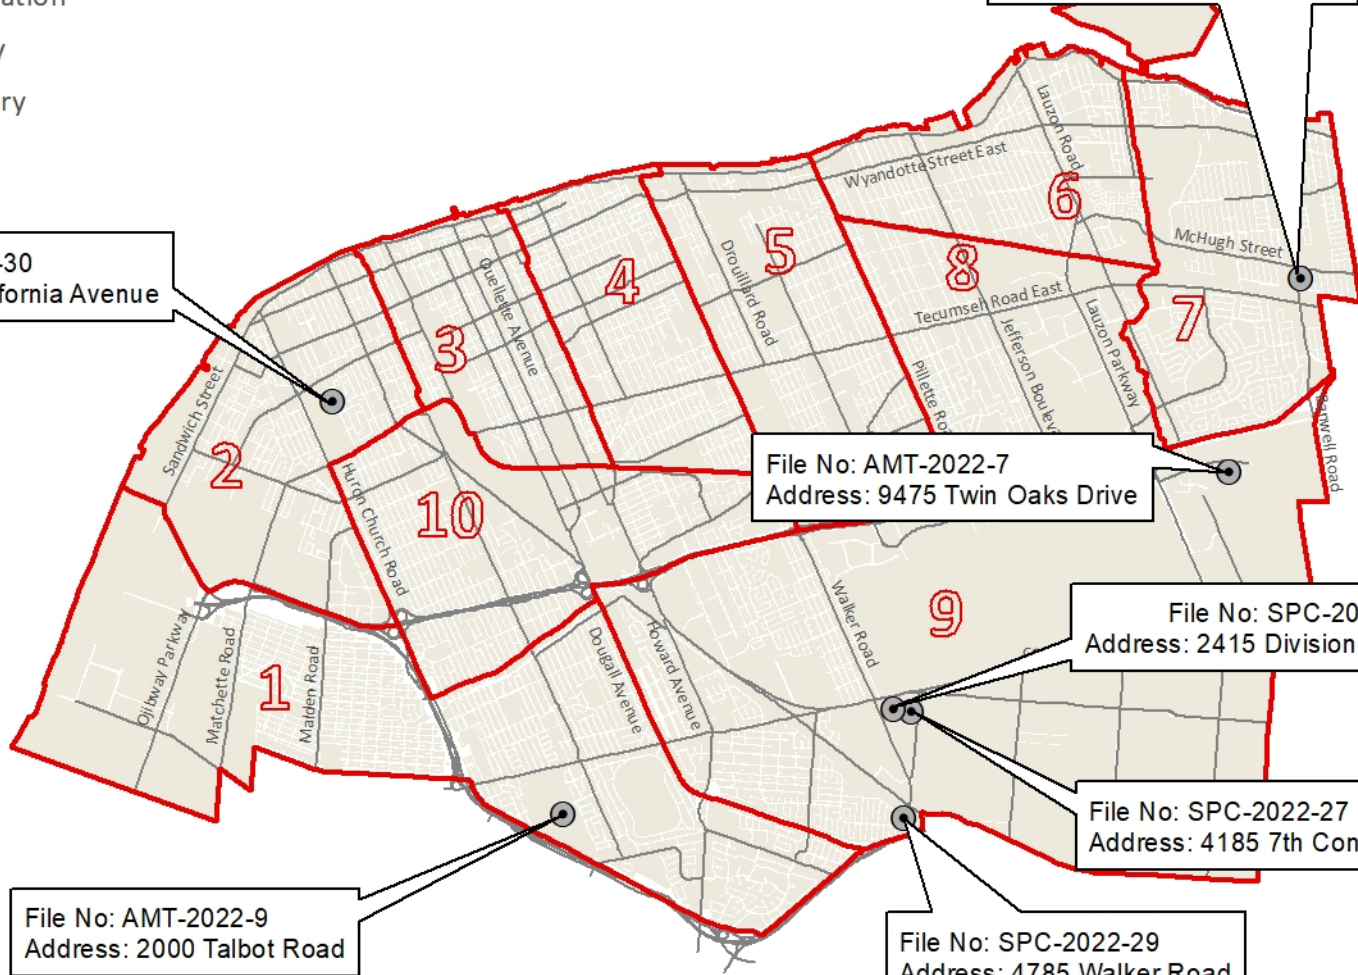 Lauzon Road
Wyandotte Street East
6
McHugh Street
5
4
8
Drouillard Road
Ouellette Avenue
-30
Tecumseh Road East
Lauzon Parkway
7
3
Jefferson
Sandwich Street
Pillette
Banwell Road
2
File No: AMT-2022-7
Address: 9475 Twin Oaks Drive
Huron Church Road
10
Walker Road
9
File No: SPC-20
Address: 2415 Division
Ojibway Parkway
Matchette Road
1
Malden Road
Dougall Avenue
Howard Avenue
File No: SPC-2022-27
Address: 4185 7th Con
File No: AMT-2022-9
Address: 2000 Talbot Road
File No: SPC-2022-29
Address: 4785 Walker Road